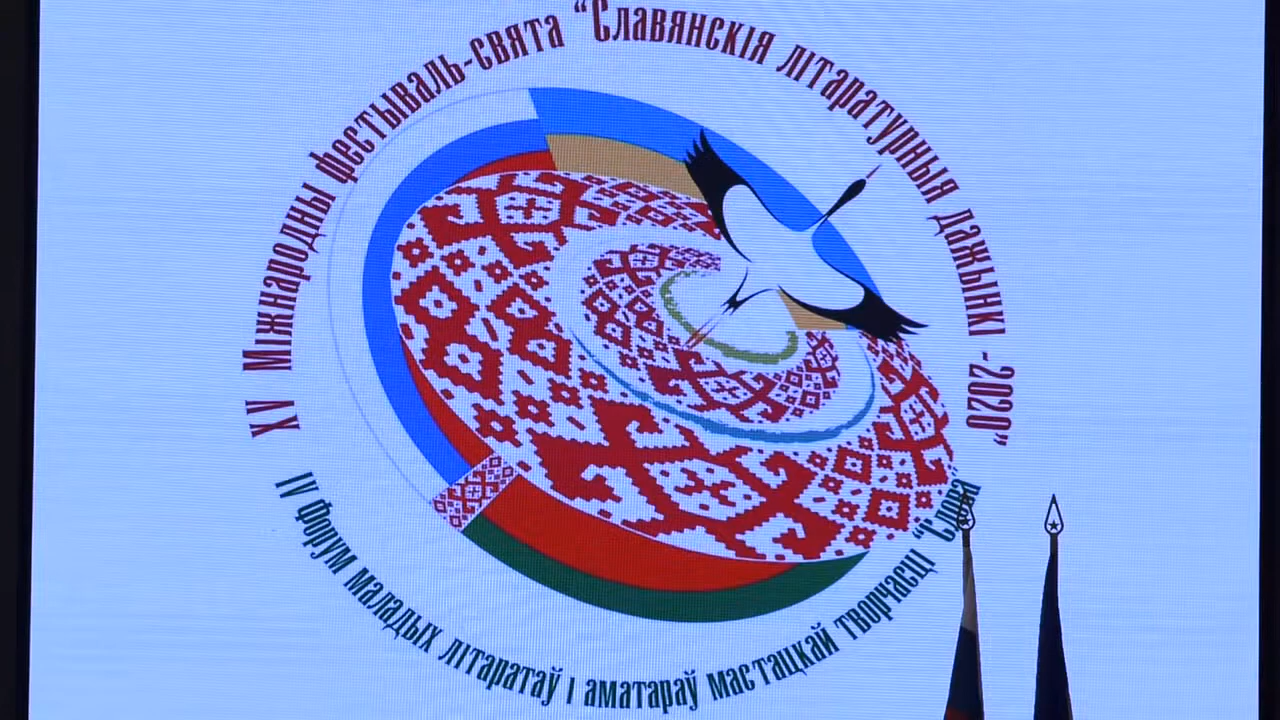 XV Міжнародны фестываль-свята “Славянскія літаратурныя дажынкі -2020”
IV Форум маладых літаратаў і аматараў мастацкай творчасці “Слова”